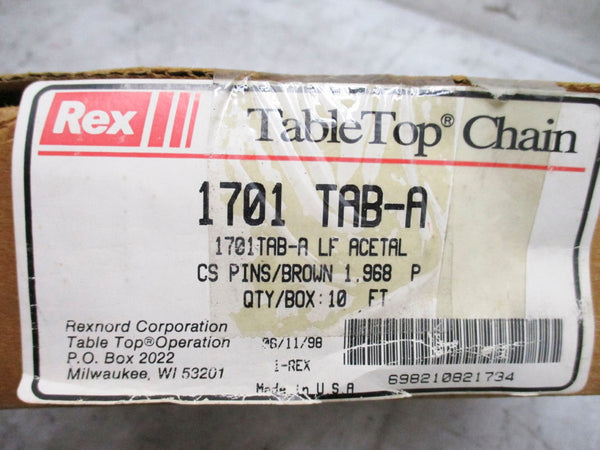 Rex TableTop® Chain
1701 TAB-A
1701TAB-A LF ACETAL
CS PINS/BROWN 1.968 P
QTY/BOX:10 FT
Rexnord Corporation
Table Top®Operation
P.O. Box 2022
Milwaukee, WI 53201
06/11/98
1-REX
Made in U.S.A
698210821734